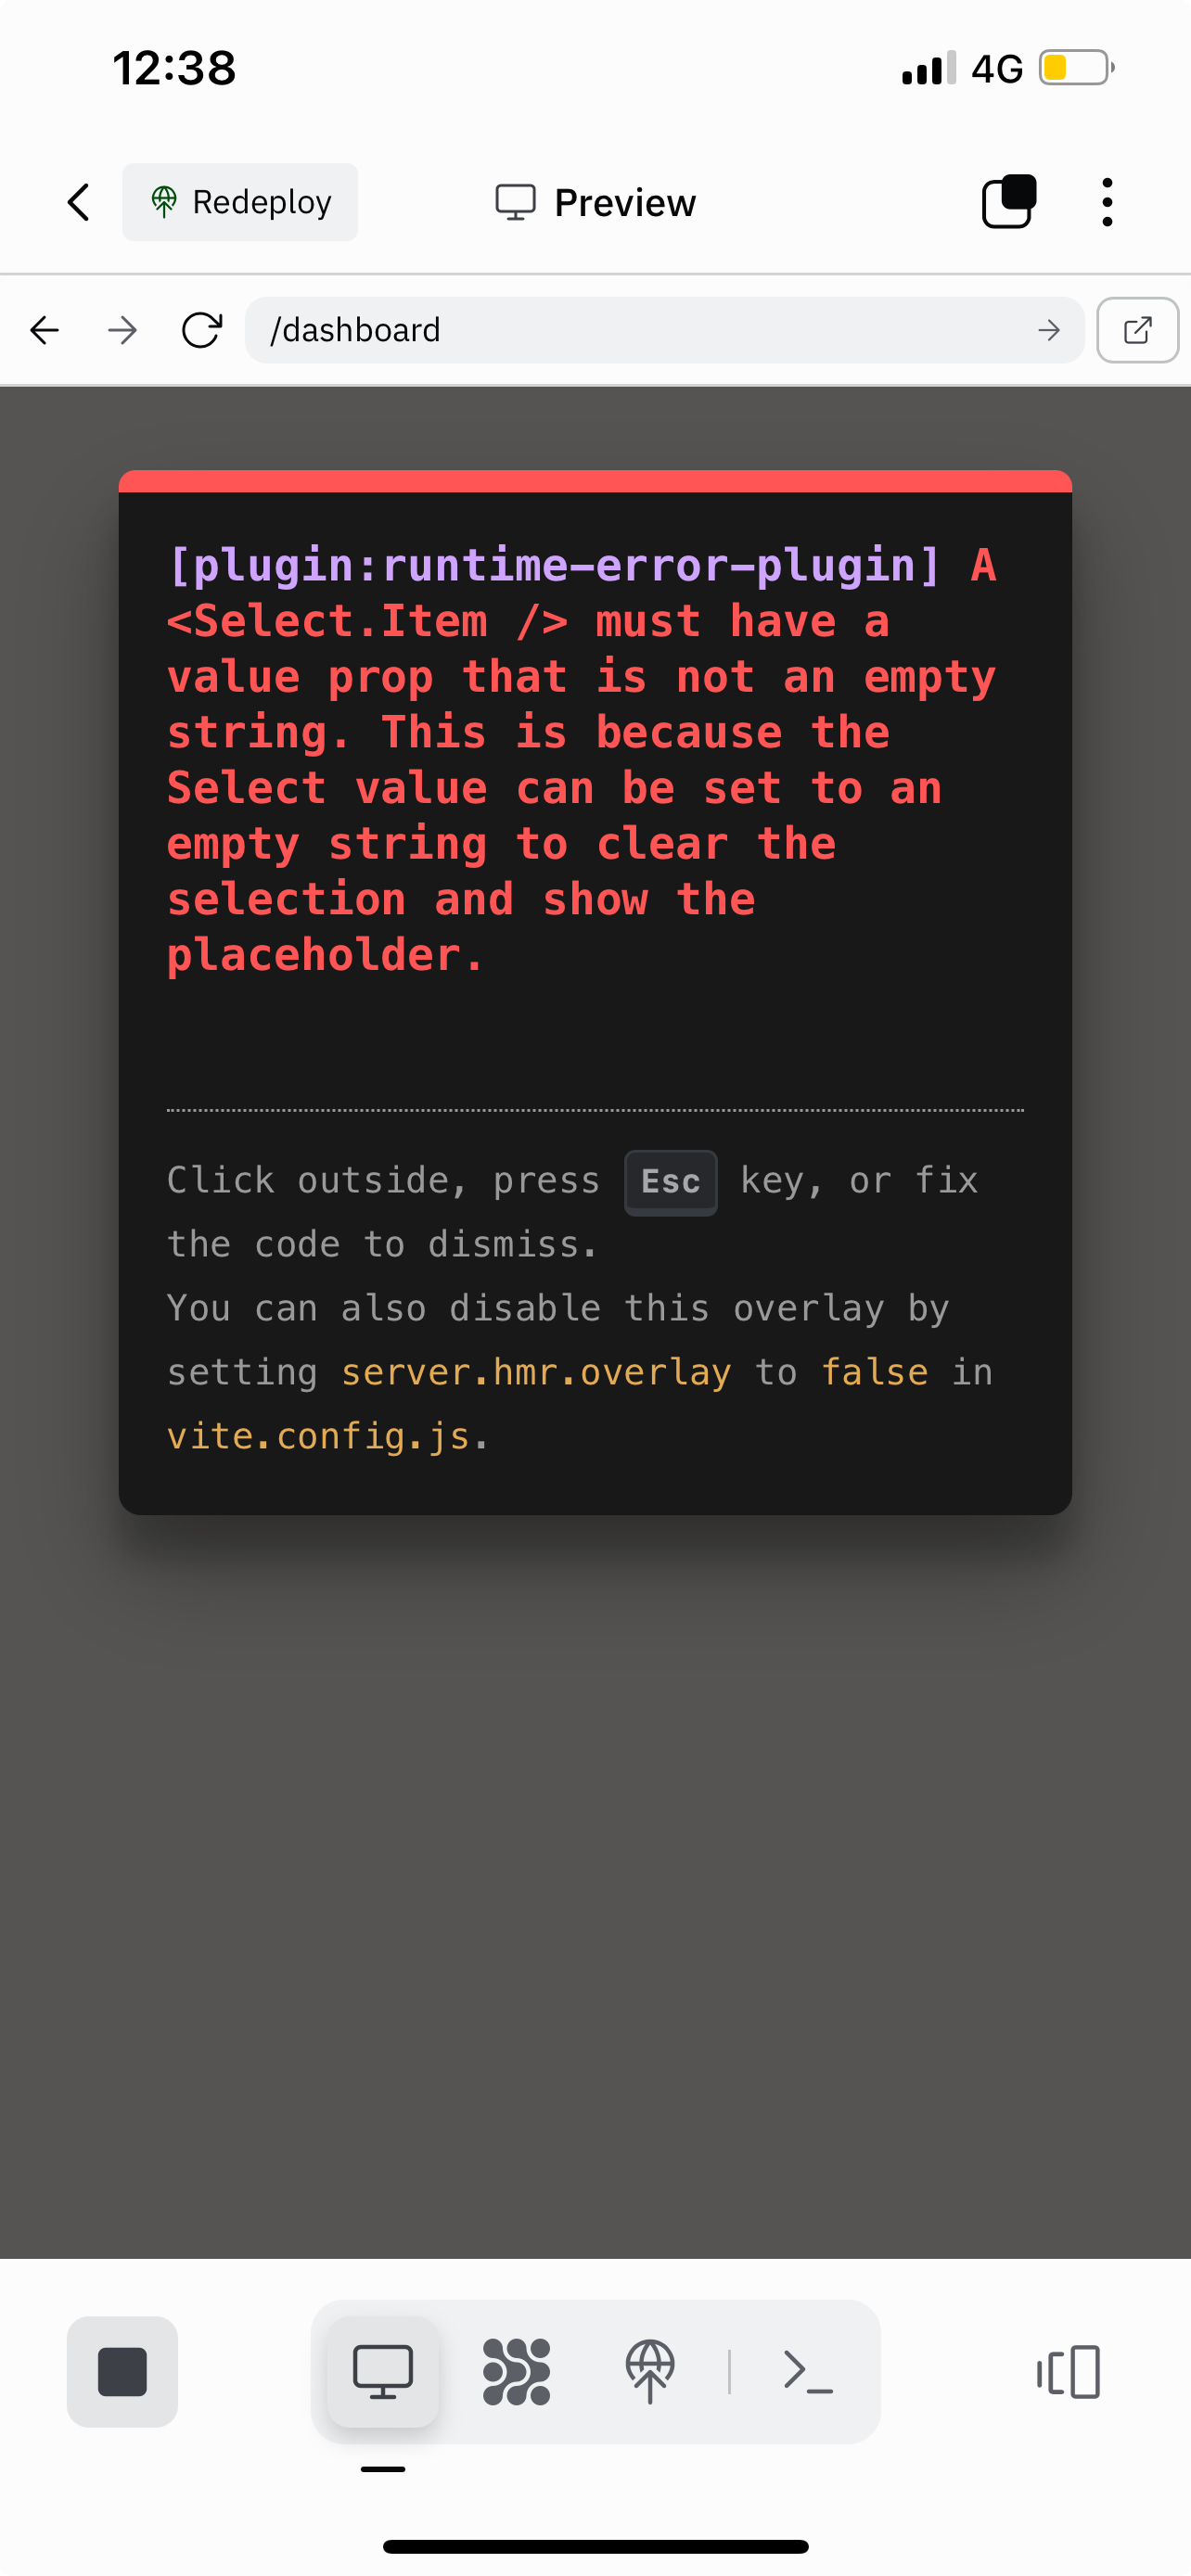 12:38 4G
Redeploy Preview
/dashboard
[plugin:runtime-error-plugin] A
<Select.Item /> must have a
value prop that is not an empty
string. This is because the
Select value can be set to an
empty string to clear the
selection and show the
placeholder.
Click outside, press Esc key, or fix
the code to dismiss.
You can also disable this overlay by
setting server.hmr.overlay to false in
vite.config.js.